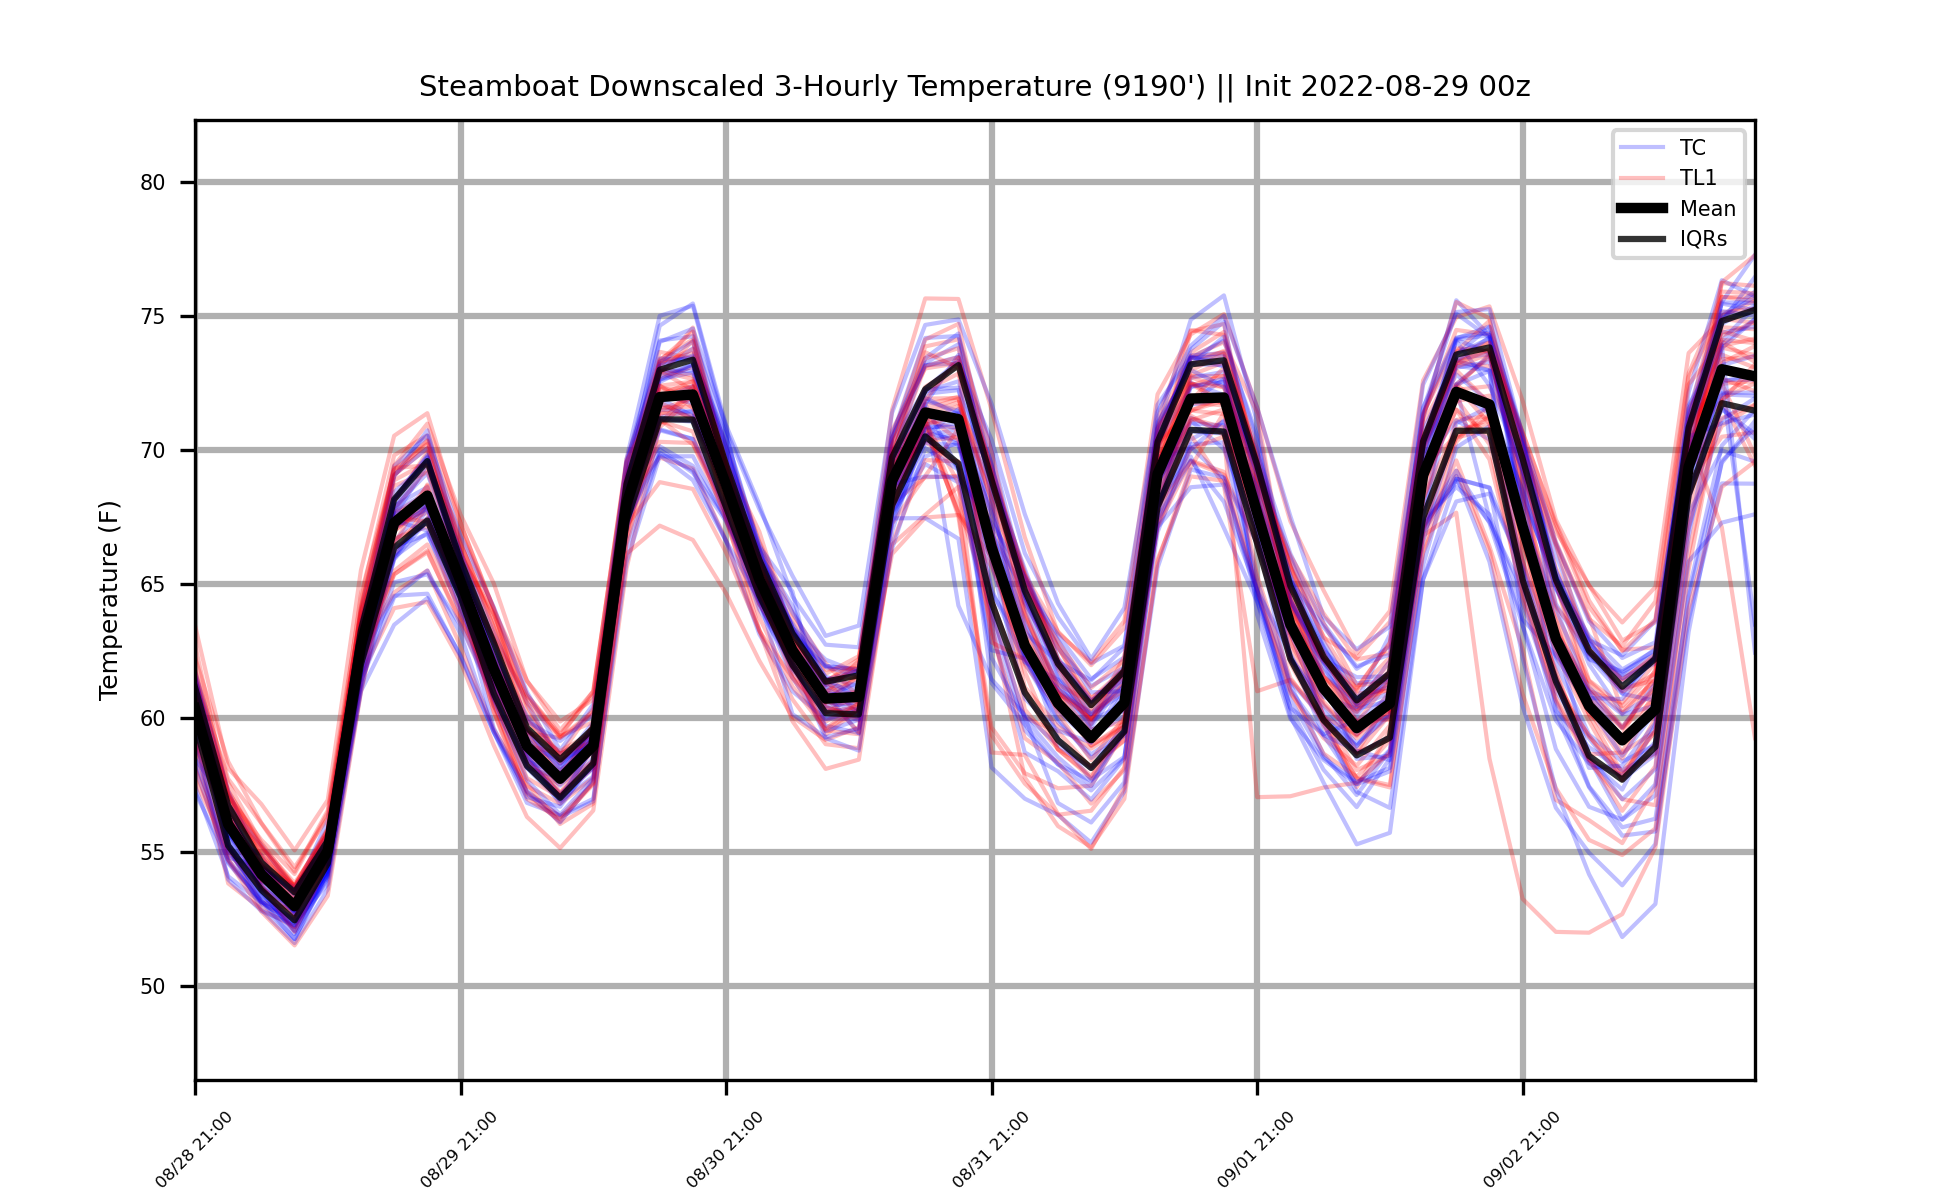 Steamboat Downscaled 3-Hourly Temperature (9190') || Init 2022-08-29 00z
TC
TL1
Mean
IQRs
Temperature (F)
80
75
70
65
60
55
50
08/28 21:00
08/29 21:00
08/30 21:00
08/31 21:00
09/01 21:00
09/02 21:00